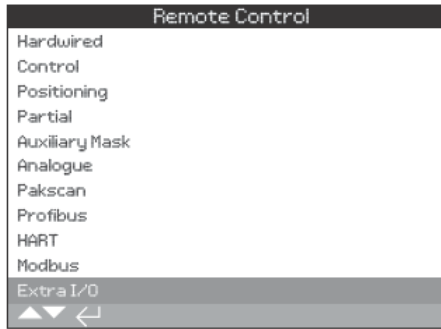 Remote Control
Hardwired
Control
Positioning
Partial
Auxiliary Mask
Analogue
Pakscan
Profibus
HART
Modbus
Extra I/O